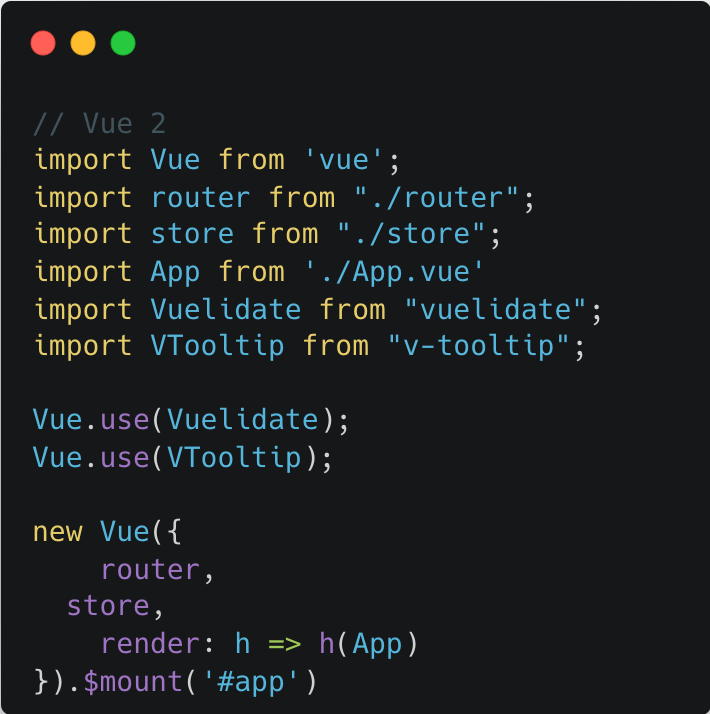 // Vue 2
import Vue from 'vue';
import router from "./router";
import store from "./store";
import App from './App.vue'
import Vuelidate from "vuelidate";
import VTooltip from "v-tooltip";

Vue.use(Vuelidate);
Vue.use(VTooltip);

new Vue({
    router,
  store,
    render: h => h(App)
}).$mount('#app')